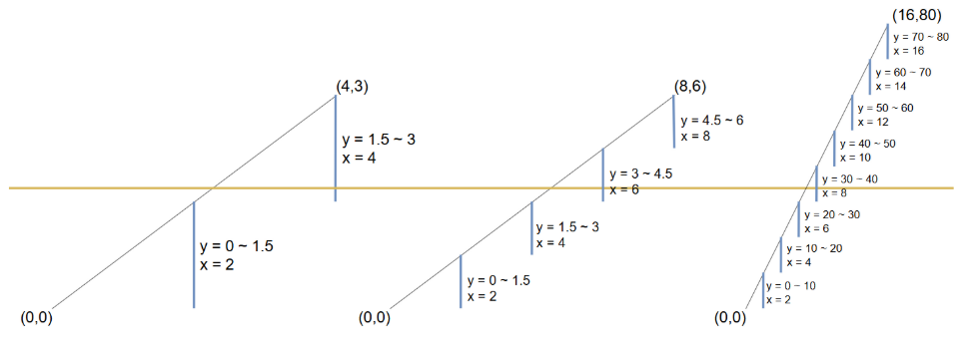 (4,3)
y = 1.5 ~ 3
x = 4
y = 0 ~ 1.5
x = 2
(0,0)
(8,6)
y = 4.5 ~ 6
x = 8
y = 3 ~ 4.5
x = 6
y = 1.5 ~ 3
x = 4
y = 0 ~ 1.5
x = 2
(0,0)
(16,80)
y = 70 ~ 80
x = 16
y = 60 ~ 70
x = 14
y = 50 ~ 60
x = 12
y = 40 ~ 50
x = 10
y = 30 ~ 40
x = 8
y = 20 ~ 30
x = 6
y = 10 ~ 20
x = 4
y = 0 ~ 10
x = 2
(0,0)